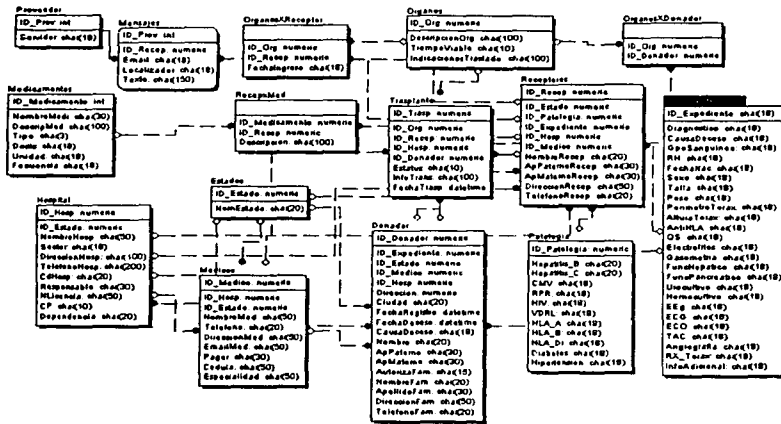 Proveedor
ID_Prov int
Servidor char(18)
Mensajes
ID_Prov int
ID_Recep numeric
Email char(18)
Localizador char(18)
Texto char(150)
OrganosXReceptor
ID_Org numeric
ID_Recep numeric
FechaIngreso char(18)
Organos
ID_Org numeric
DescripcionOrg char(100)
TiempoViable char(10)
IndicacionesTraslado char(100)
OrganosXDonador
ID_Org numeric
ID_Donador numeric
Medicamentos
ID_Medicamento int
NombreMedi char(30)
DescripMed char(100)
Tipo char(3)
Dosis char(18)
Unidad char(18)
Frecuencia char(18)
RecepxMed
ID_Medicamento numeric
ID_Recep numeric
Descripcion char(100)
Trasplante
ID_Trasp numeric
ID_Org numeric
ID_Recep numeric
ID_Hosp numeric
ID_Donador numeric
Estatus char(10)
InfoTrans char(100)
FechaTrasp datetime
Receptores
ID_Recep numeric
ID_Estado numeric
ID_Patologia numeric
ID_Expediente numeric
ID_Hosp numeric
ID_Medico numeric
NombreRecep char(20)
ApPaternoRecep char(30)
ApMaternoRecep char(30)
DireccionRecep char(50)
TelefonoRecep char(20)
ID_Expediente char(18)
Diagnostico char(18)
CausaDeceso char(18)
GpoSanguineo char(18)
RH char(18)
FechaNac char(18)
Sexo char(18)
Talla char(18)
Peso char(18)
PerimetroTorax char(18)
AlturaTorax char(18)
AntiHLA char(18)
QS char(18)
Electrolitos char(18)
Gasometria char(18)
FuncHepatico char(18)
FuncPancreatico char(18)
Urocultivo char(18)
Hemocultivo char(18)
EEg char(18)
ECG char(18)
ECO char(18)
TAC char(18)
Angiografia char(18)
RX_Torax char(18)
InfoAdicional char(18)
Estados
ID_Estado numeric
NomEstado char(20)
Hospital
ID_Hosp numeric
ID_Estado numeric
NombreHosp char(50)
Sector char(18)
DireccionHosp char(100)
TelefonoHosp char(200)
CdHosp char(20)
Responsable char(30)
NLicencia char(50)
CP char(10)
Dependencia char(20)
Medicos
ID_Medico numeric
ID_Hosp numeric
ID_Estado numeric
NombreMed char(50)
Telefono char(20)
DireccionMed char(50)
EmailMed char(50)
Pager char(30)
Cedula char(50)
Especialidad char(50)
Donador
ID_Donador numeric
ID_Expediente numeric
ID_Estado numeric
ID_Medico numeric
ID_Hosp numeric
Direccion numeric
Ciudad char(20)
FechaRegistro datetime
FechaDeceso datetime
CausaDeceso char(18)
Nombre char(20)
ApPaterno char(30)
ApMaterno char(30)
AutorizaFam char(15)
NombreFam char(20)
ApellidoFam char(30)
DireccionFam char(50)
TelefonoFam char(20)
Patologia
ID_Patologia numeric
Hepatitis_B char(20)
Hepatitis_C char(20)
CMV char(18)
RPR char(18)
HIV char(18)
VDRL char(18)
HLA_A char(18)
HLA_B char(18)
HLA_DI char(18)
Diabetes char(18)
Hipertension char(18)